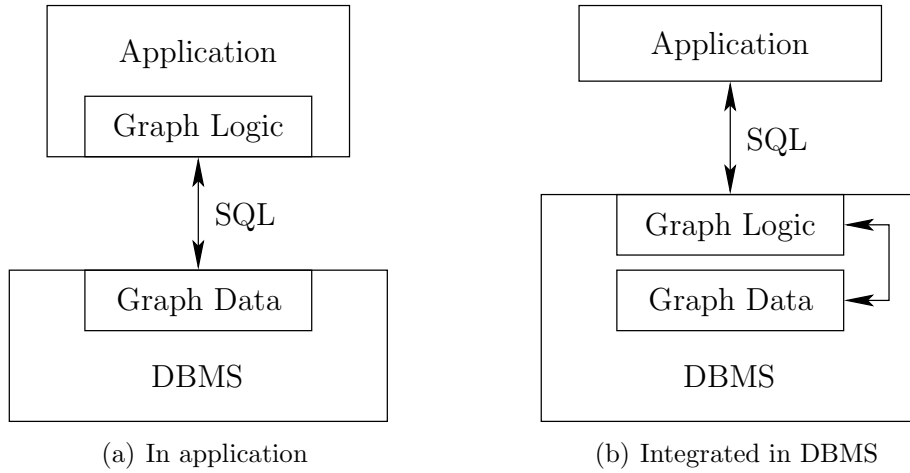 Application
Graph Logic
SQL
Graph Data
DBMS
(a) In application
Application
SQL
Graph Logic
Graph Data
DBMS
(b) Integrated in DBMS